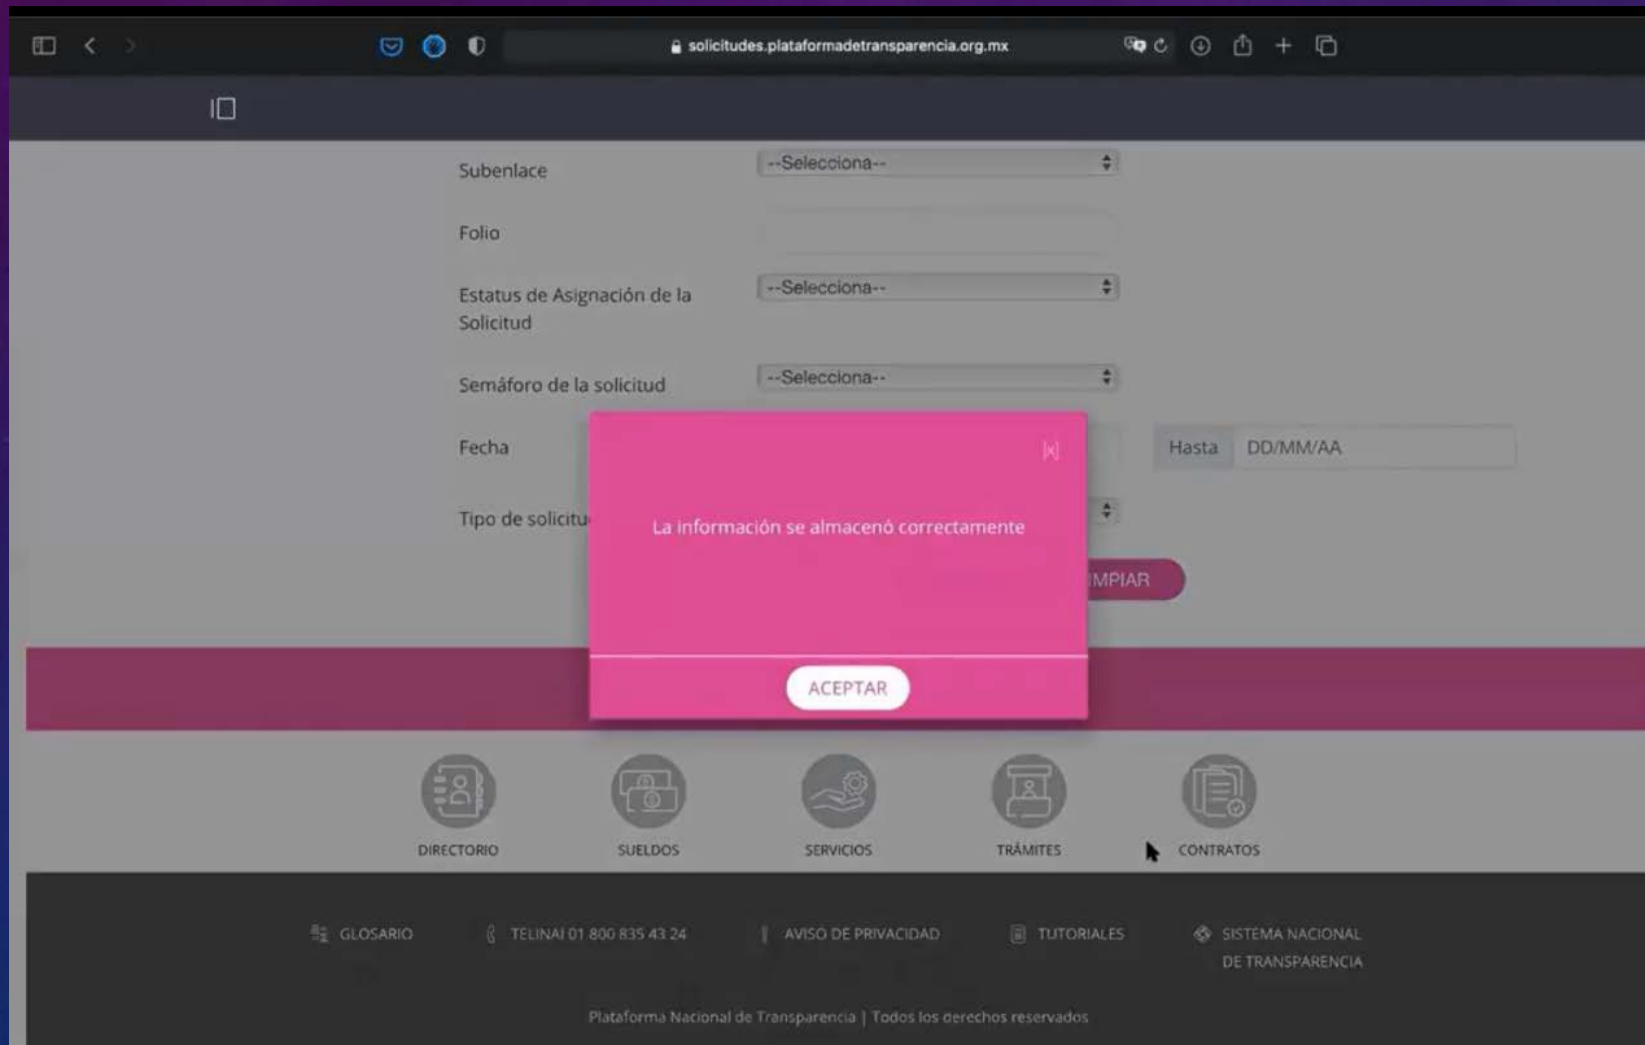 solicitudes.plataformadetransparencia.org.mx
Subenlace
--Selecciona--
Folio
Estatus de Asignación de la
Solicitud
--Selecciona--
Semáforo de la solicitud
--Selecciona--
Fecha
Hasta
DD/MM/AA
Tipo de solicitu
La información se almacenó correctamente
IMPIAR
ACEPTAR
DIRECTORIO
SUELDOS
SERVICIOS
TRÁMITES
CONTRATOS
GLOSARIO
TELINAI 01 800 835 43 24
AVISO DE PRIVACIDAD
TUTORIALES
SISTEMA NACIONAL
DE TRANSPARENCIA
Plataforma Nacional de Transparencia | Todos los derechos reservados